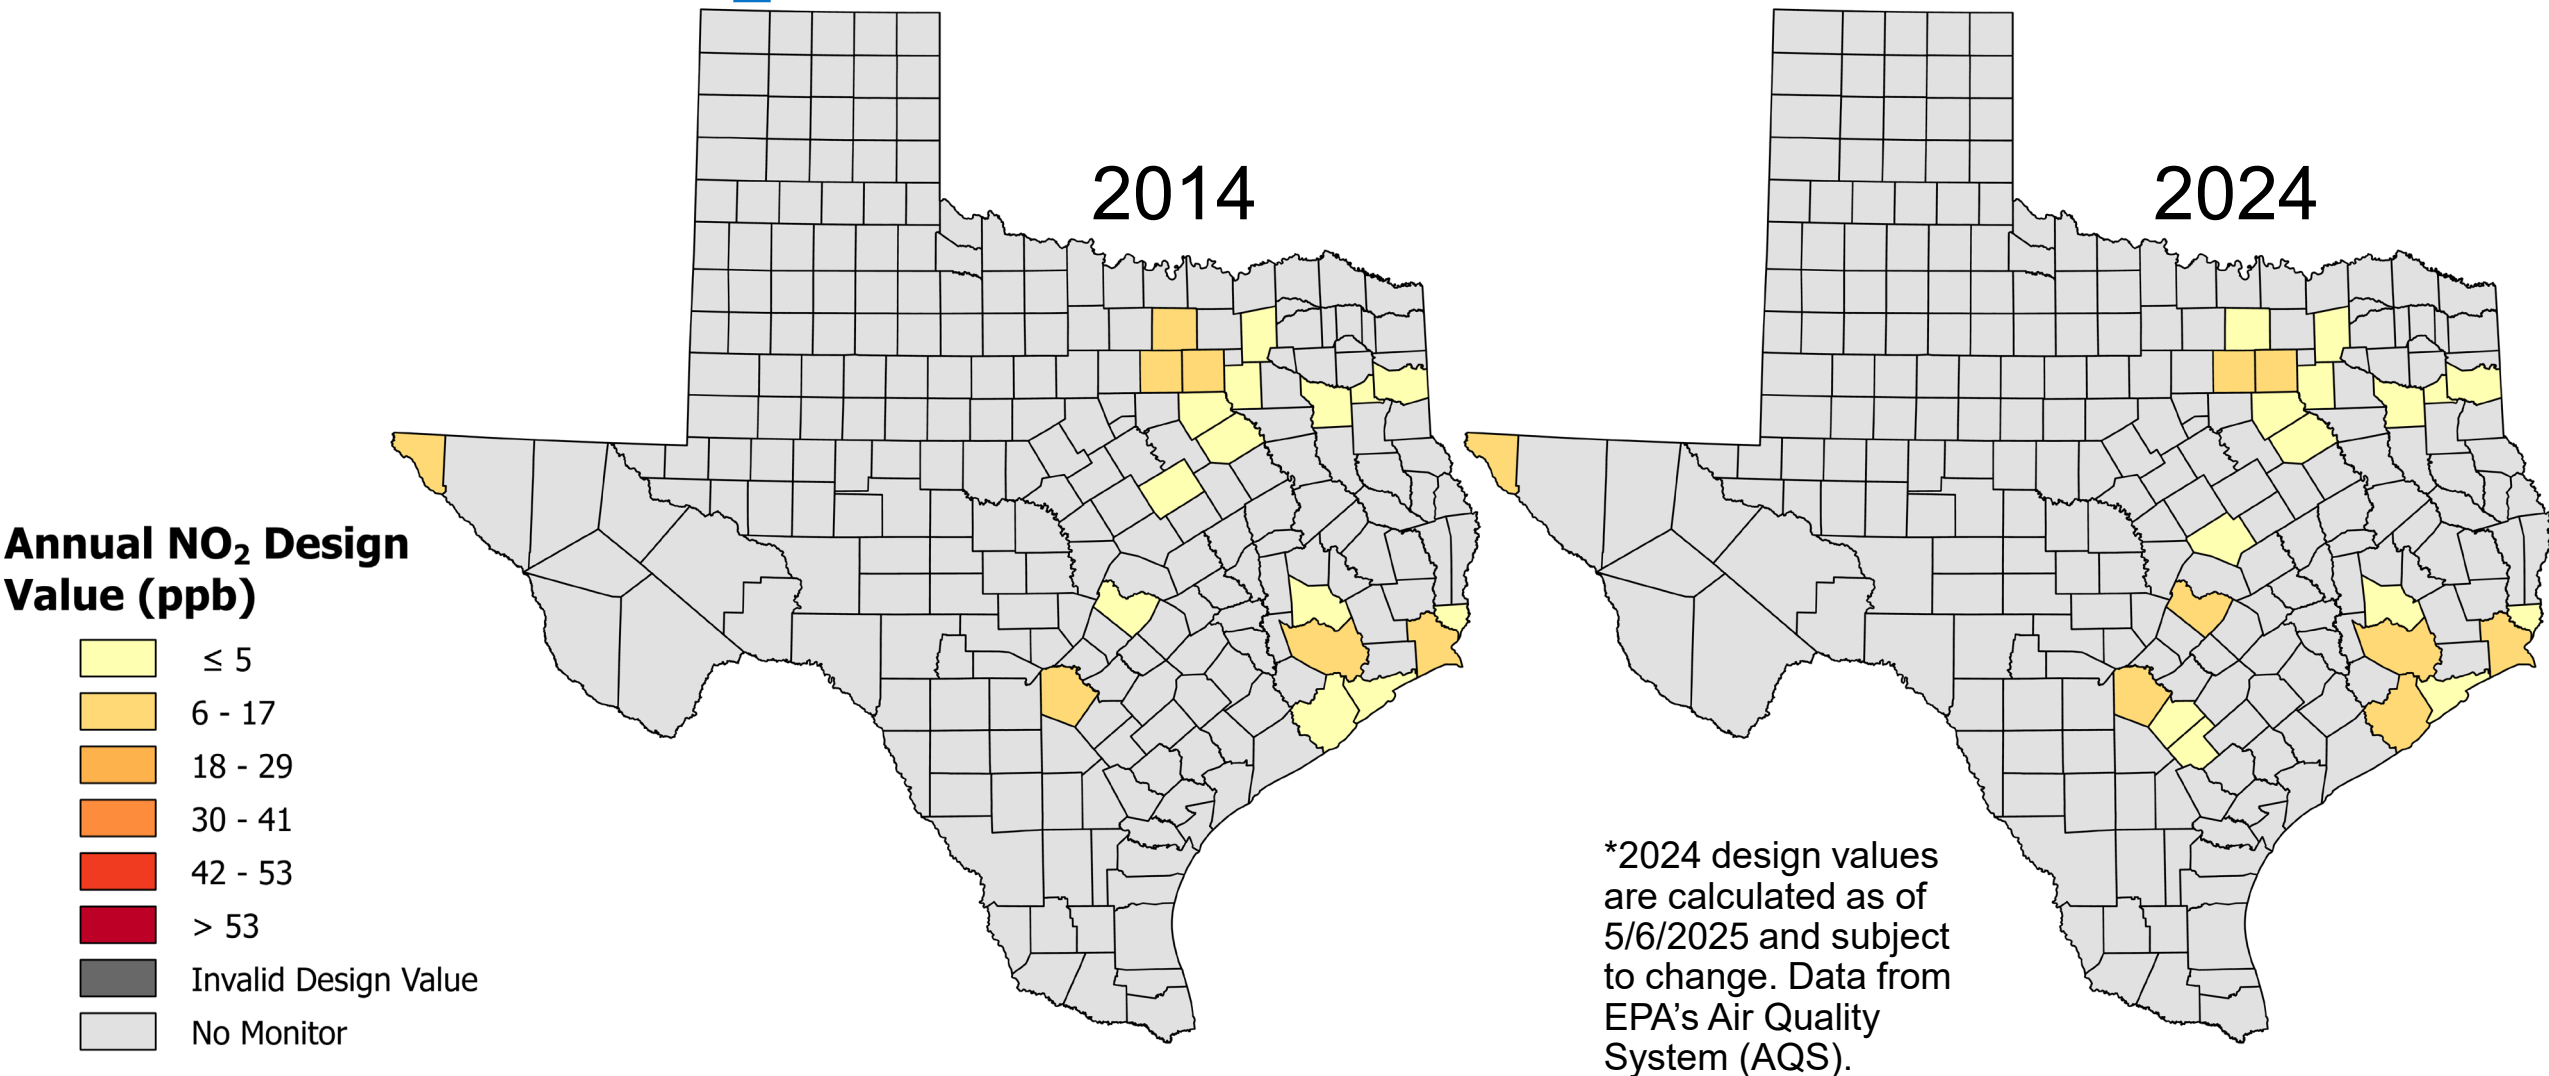 2014
2024
Annual NO₂ Design
Value (ppb)
≤ 5
6 - 17
18 - 29
30 - 41
42 - 53
> 53
Invalid Design Value
No Monitor
*2024 design values
are calculated as of
5/6/2025 and subject
to change. Data from
EPA’s Air Quality
System (AQS).